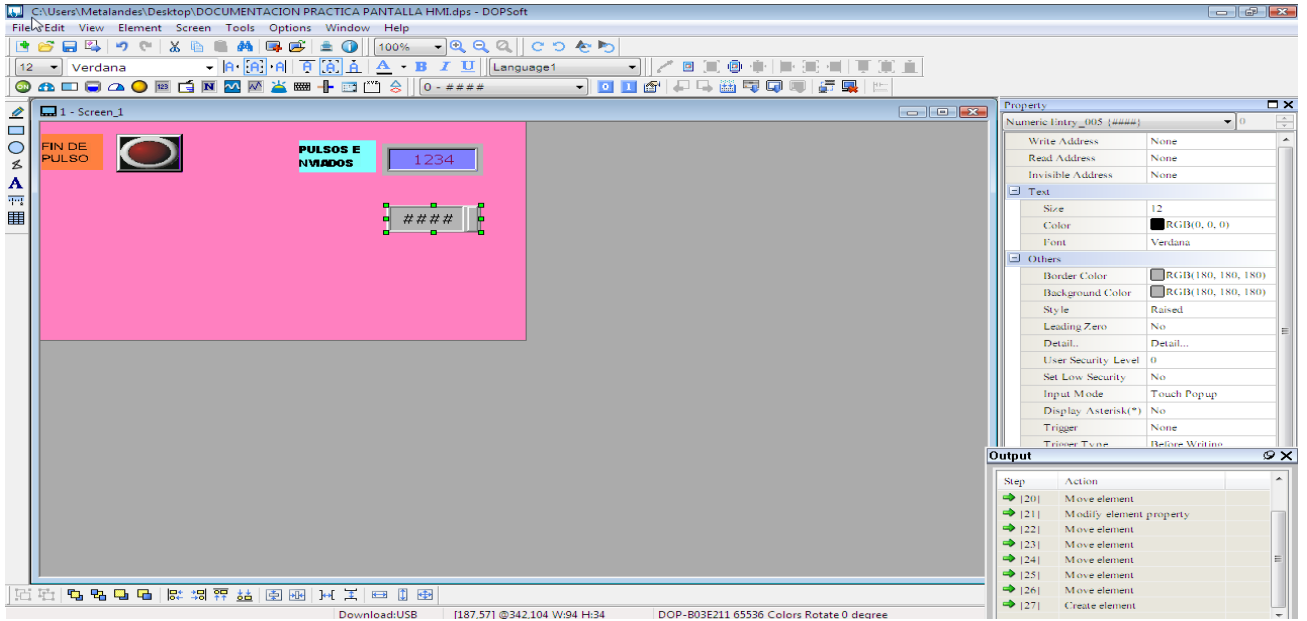 C:\Users\Metalandes\Desktop\DOCUMENTACION PRACTICA PANTALLA HMI.dps - DOPSoft
File Edit View Element Screen Tools Options Window Help
100%
12 Verdana A B I U Language1
0 - ####
1 - Screen_1
FIN DE
PULSO
PULSOS E
NVIADOS
1234
####
Property
Numeric Entry_005 {####} 0
Write Address None
Read Address None
Invisible Address None
Text
Size 12
Color RGB(0, 0, 0)
Font Verdana
Others
Border Color RGB(180, 180, 180)
Background Color RGB(180, 180, 180)
Style Raised
Leading Zero No
Detail.. Detail...
User Security Level 0
Set Low Security No
Input Mode Touch Popup
Display Asterisk(*) No
Trigger None
Trigger Type Before Writing
Output
Step Action
[20] Move element
[21] Modify element property
[22] Move element
[23] Move element
[24] Move element
[25] Move element
[26] Move element
[27] Create element
Download:USB [187,57] @342,104 W:94 H:34 DOP-B03E211 65536 Colors Rotate 0 degree